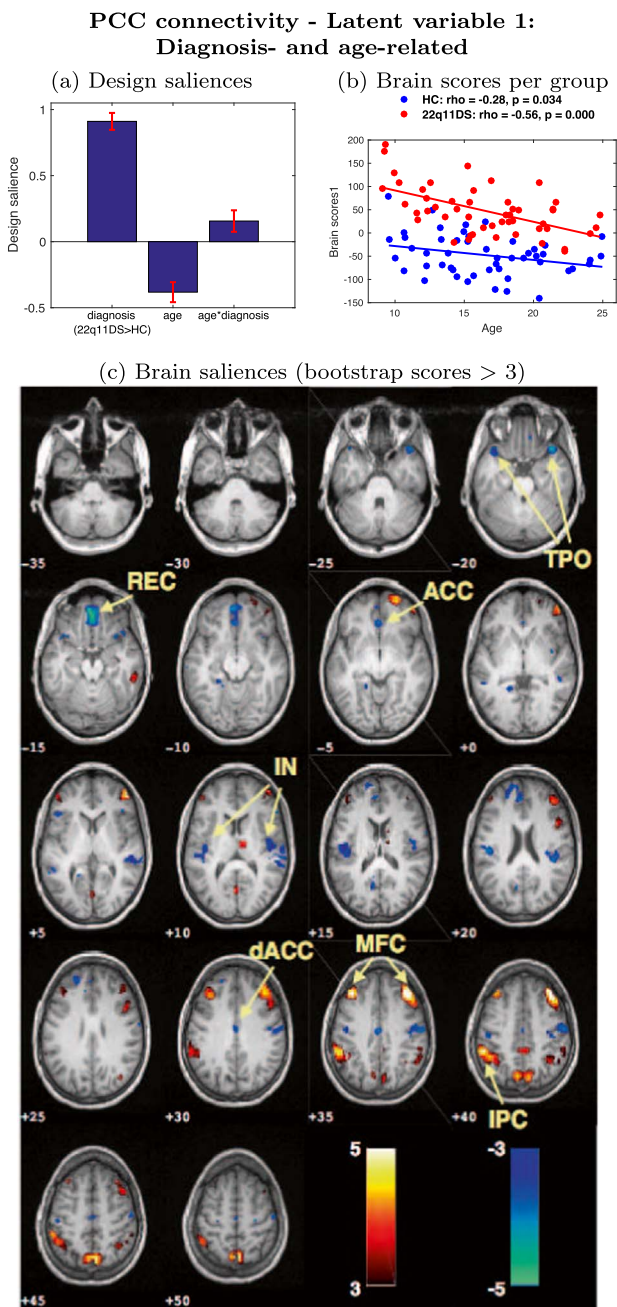 PCC connectivity - Latent variable 1:
Diagnosis- and age-related
(a) Design saliences
(b) Brain scores per group
HC: rho = -0.28, p = 0.034
22q11DS: rho = -0.56, p = 0.000
Design salience
1
0.5
0
-0.5
diagnosis
(22q11DS>HC)
age
age*diagnosis
Brain scores1
200
150
100
50
0
-50
-100
-150
10
15
20
25
Age
(c) Brain saliences (bootstrap scores > 3)
-35
-30
-25
-20
TPO
REC
ACC
-15
-10
-5
+0
IN
+5
+10
+15
+20
dACC
MFC
+25
+30
+35
+40
IPC
5
3
-3
-5
+45
+50